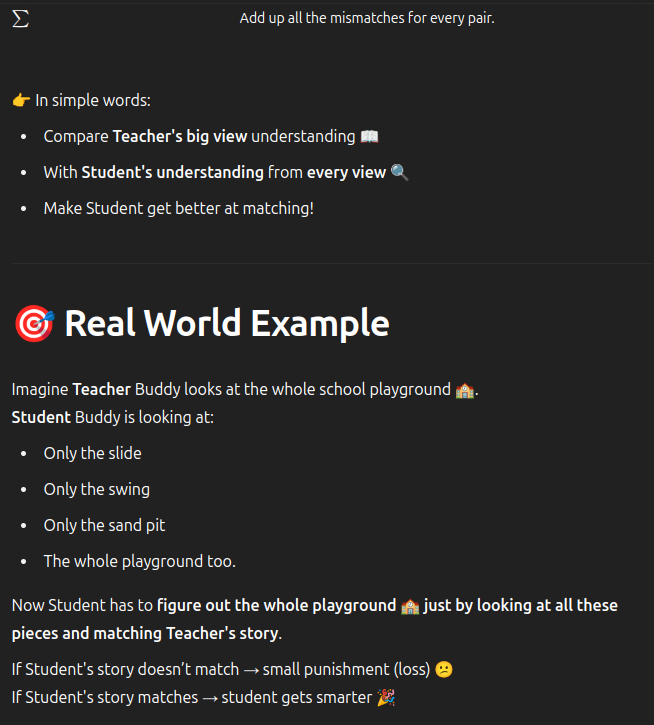 ∑ Add up all the mismatches for every pair.
👉 In simple words:
• Compare Teacher's big view understanding 📖
• With Student's understanding from every view 🔍
• Make Student get better at matching!
🎯 Real World Example
Imagine Teacher Buddy looks at the whole school playground 🏫.
Student Buddy is looking at:
• Only the slide
• Only the swing
• Only the sand pit
• The whole playground too.
Now Student has to figure out the whole playground 🏫 just by looking at all these
pieces and matching Teacher's story.
If Student's story doesn’t match → small punishment (loss) 😕
If Student's story matches → student gets smarter 🎉